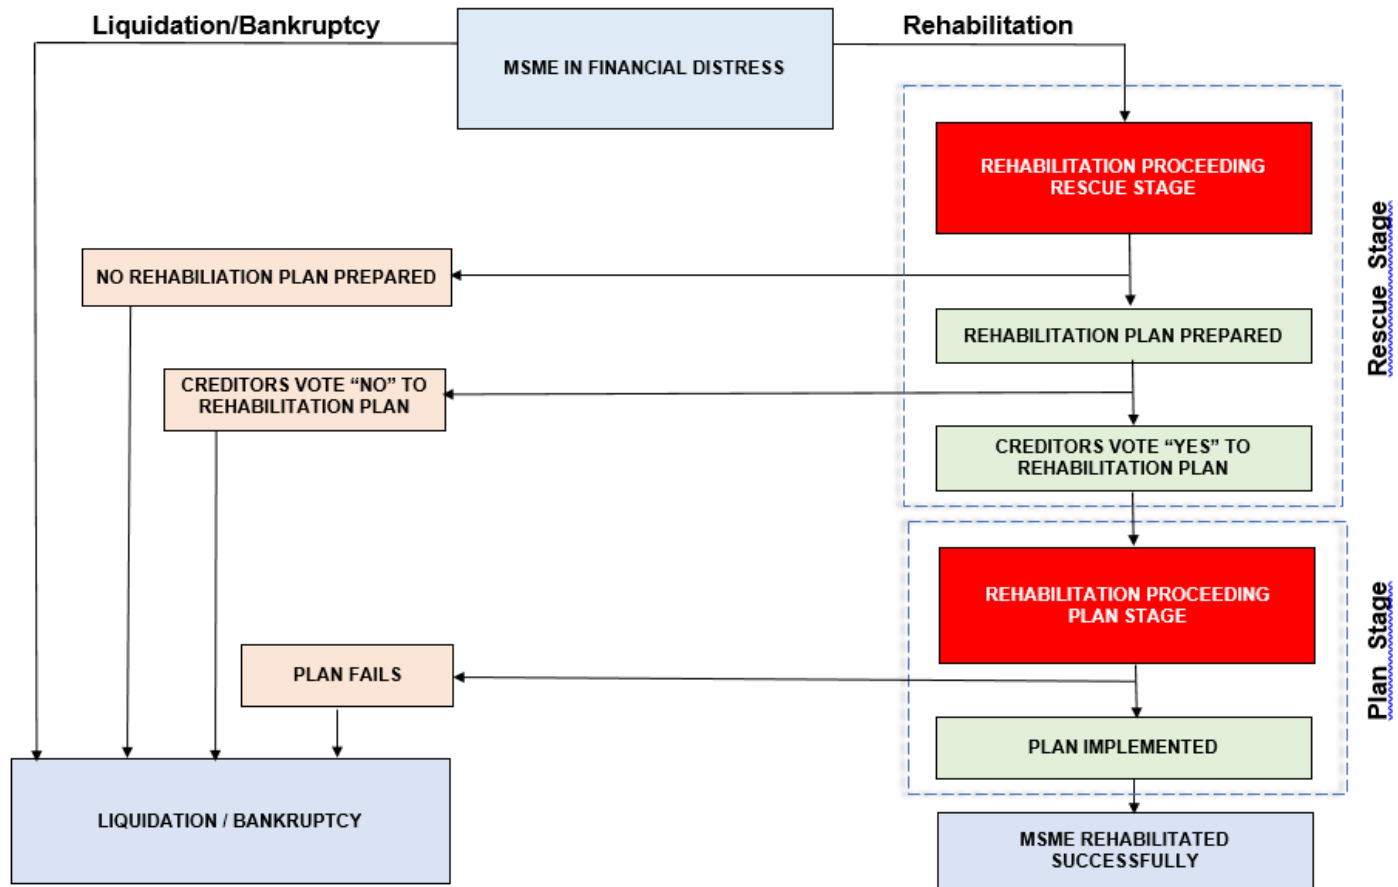 Liquidation/Bankruptcy
Rehabilitation
MSME IN FINANCIAL DISTRESS
REHABILITATION PROCEEDING
RESCUE STAGE
Rescue Stage
NO REHABILIATION PLAN PREPARED
REHABILITATION PLAN PREPARED
CREDITORS VOTE “NO” TO
REHABILITATION PLAN
CREDITORS VOTE “YES” TO
REHABILITATION PLAN
REHABILITATION PROCEEDING
PLAN STAGE
Plan Stage
PLAN FAILS
PLAN IMPLEMENTED
LIQUIDATION / BANKRUPTCY
MSME REHABILITATED
SUCCESSFULLY